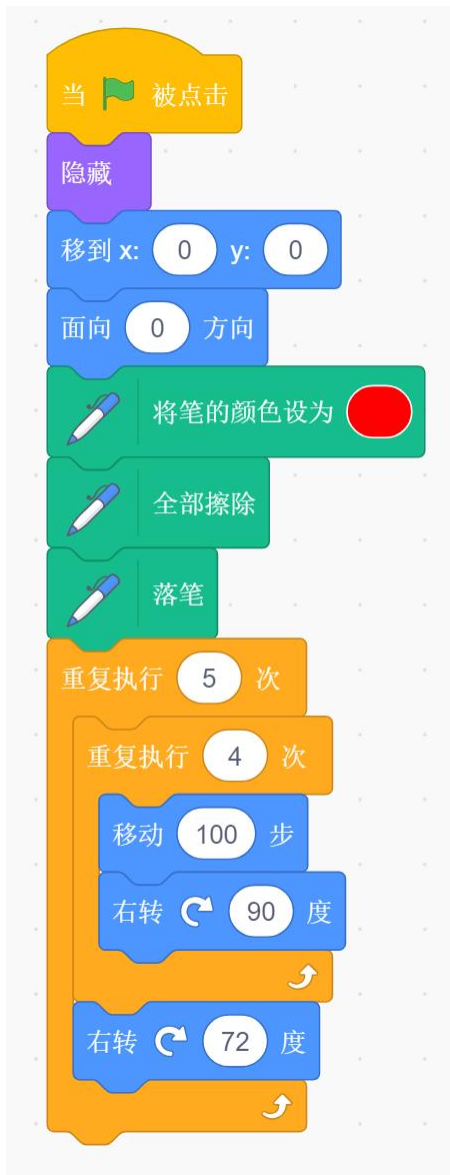 当 被点击
隐藏
移到 x: 0 y: 0
面向 0 方向
将笔的颜色设为
全部擦除
落笔
重复执行 5 次
重复执行 4 次
移动 100 步
右转 90 度
右转 72 度